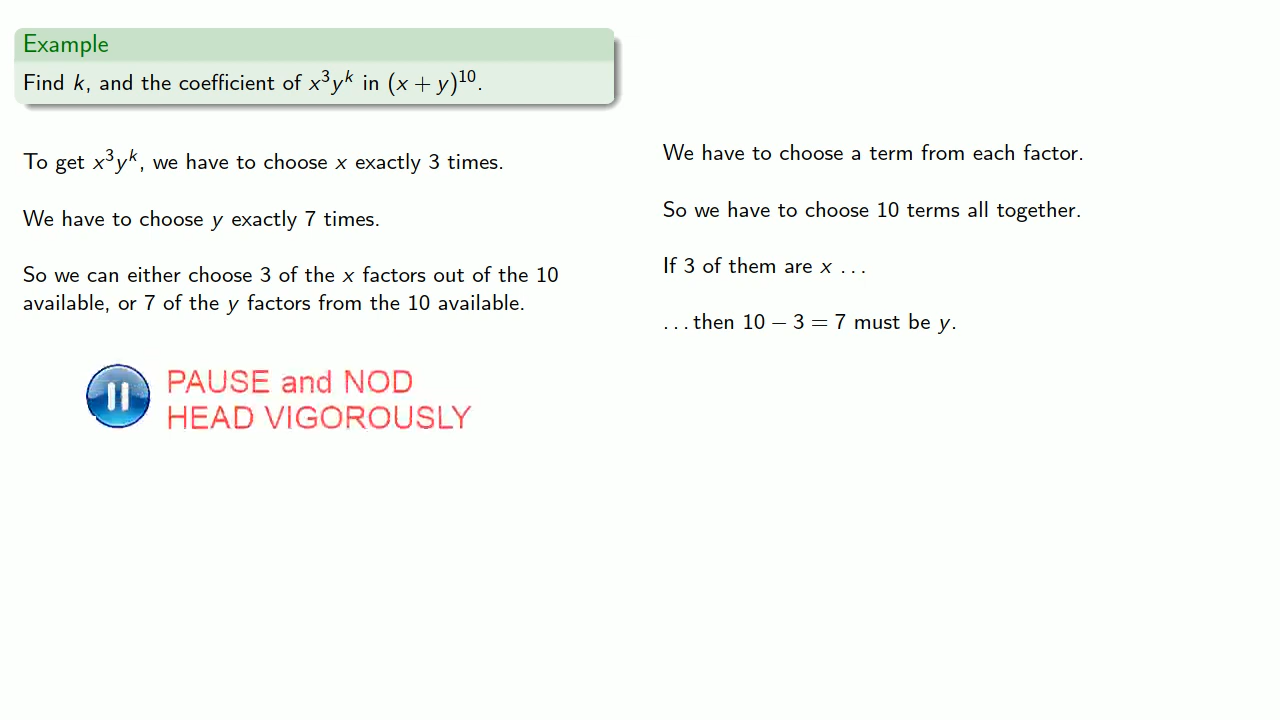 Example
Find k, and the coefficient of x³yᵏ in (x + y)¹⁰.
To get x³yᵏ, we have to choose x exactly 3 times.
We have to choose y exactly 7 times.
So we can either choose 3 of the x factors out of the 10
available, or 7 of the y factors from the 10 available.
PAUSE and NOD
HEAD VIGOROUSLY
We have to choose a term from each factor.
So we have to choose 10 terms all together.
If 3 of them are x ...
...then 10 − 3 = 7 must be y.